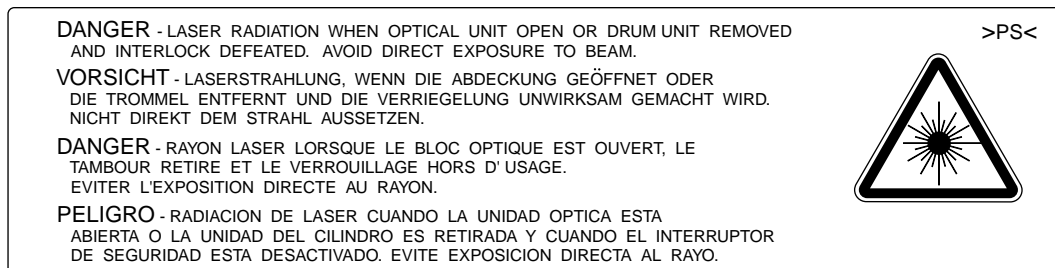 DANGER - LASER RADIATION WHEN OPTICAL UNIT OPEN OR DRUM UNIT REMOVED
AND INTERLOCK DEFEATED. AVOID DIRECT EXPOSURE TO BEAM.
VORSICHT - LASERSTRAHLUNG, WENN DIE ABDECKUNG GEÖFFNET ODER
DIE TROMMEL ENTFERNT UND DIE VERRIEGELUNG UNWIRKSAM GEMACHT WIRD.
NICHT DIREKT DEM STRAHL AUSSETZEN.
DANGER - RAYON LASER LORSQUE LE BLOC OPTIQUE EST OUVERT, LE
TAMBOUR RETIRE ET LE VERROUILLAGE HORS D' USAGE.
EVITER L'EXPOSITION DIRECTE AU RAYON.
PELIGRO - RADIACION DE LASER CUANDO LA UNIDAD OPTICA ESTA
ABIERTA O LA UNIDAD DEL CILINDRO ES RETIRADA Y CUANDO EL INTERRUPTOR
DE SEGURIDAD ESTA DESACTIVADO. EVITE EXPOSICION DIRECTA AL RAYO.
>PS<